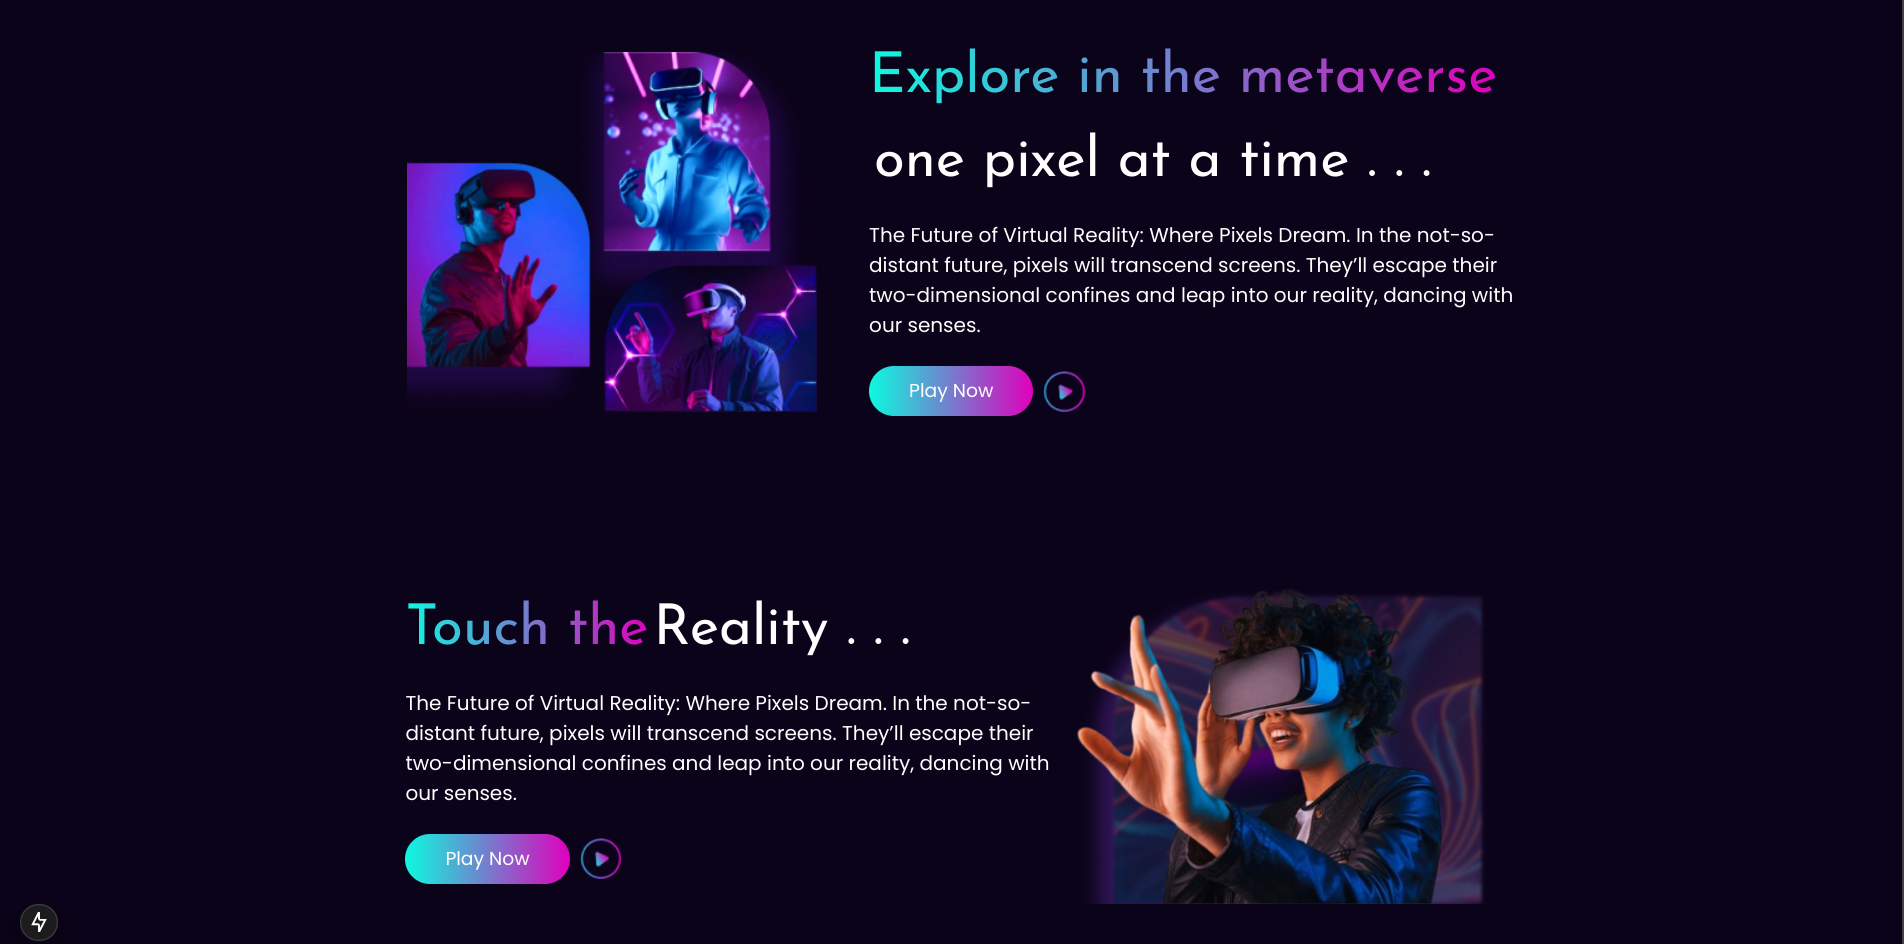 Explore in the metaverse
one pixel at a time . . .
The Future of Virtual Reality: Where Pixels Dream. In the not-so-
distant future, pixels will transcend screens. They’ll escape their
two-dimensional confines and leap into our reality, dancing with
our senses.
Play Now
Touch the Reality . . .
The Future of Virtual Reality: Where Pixels Dream. In the not-so-
distant future, pixels will transcend screens. They’ll escape their
two-dimensional confines and leap into our reality, dancing with
our senses.
Play Now